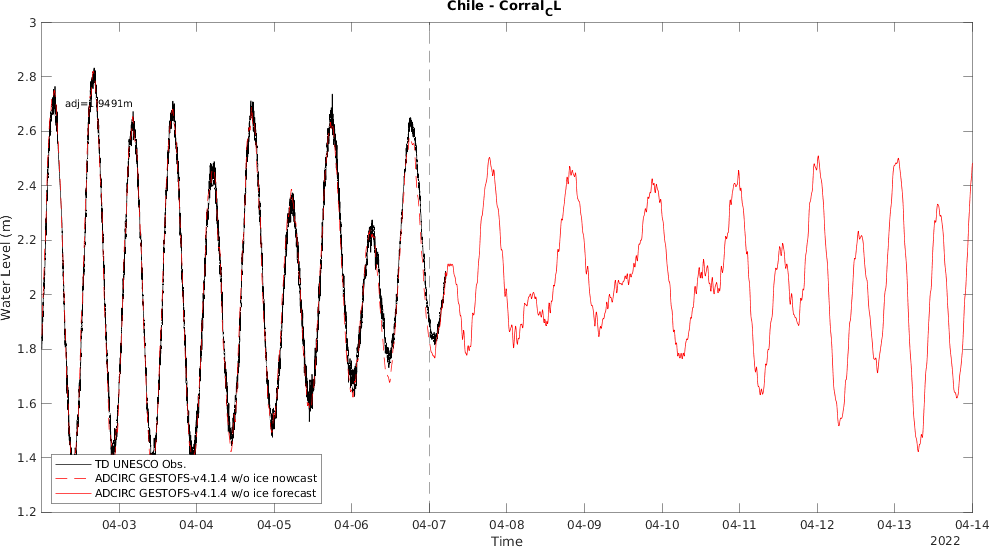 Chile - Corral_CL
3
2.8
adj=1.9491m
2.6
2.4
2.2
Water Level (m)
2
1.8
1.6
1.4
TD UNESCO Obs.
ADCIRC GESTOFS-v4.1.4 w/o ice nowcast
ADCIRC GESTOFS-v4.1.4 w/o ice forecast
1.2
04-03 04-04 04-05 04-06 04-07 04-08 04-09 04-10 04-11 04-12 04-13 04-14
Time
2022